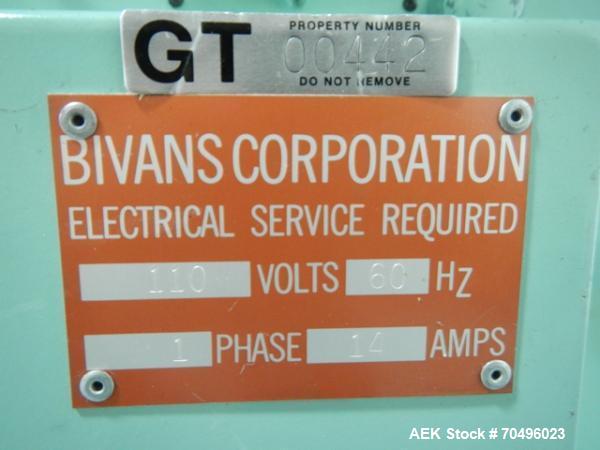 GT PROPERTY NUMBER
00442
DO NOT REMOVE
BIVANS CORPORATION
ELECTRICAL SERVICE REQUIRED
110 VOLTS 60 HZ
1 PHASE 14 AMPS
AEK Stock # 70496023